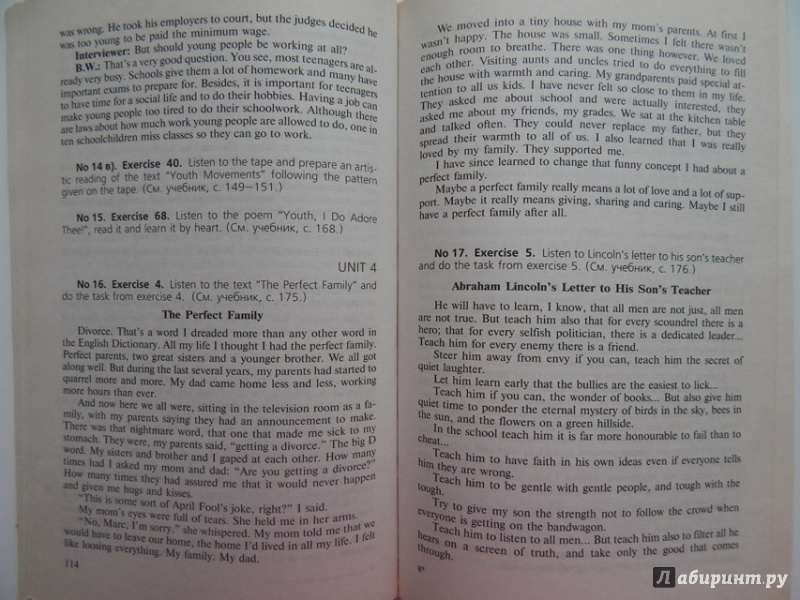 was wrong. He took his employers to court, but the judges decided he
was too young to be paid the minimum wage.
Interviewer: But should young people be working at all?
B.W.: That's a very good question. You see, most teenagers are al-
ready very busy. Schools give them a lot of homework and many have
important exams to prepare for. Besides, it is important for teenagers
to have time for a social life and to do their hobbies. Having a job can
make young people too tired to do their schoolwork. Although there
are laws about how much work young people are allowed to do, one in
ten schoolchildren miss classes so they can go to work.
No 14 в). Exercise 40. Listen to the tape and prepare an artis-
tic reading of the text "Youth Movements" following the pattern
given on the tape. (См. учебник, с. 149—151.)
No 15. Exercise 68. Listen to the poem "Youth, I Do Adore
Thee!", read it and learn it by heart. (См. учебник, с. 168.)
UNIT 4
No 16. Exercise 4. Listen to the text "The Perfect Family" and
do the task from exercise 4. (См. учебник, с. 175.)
The Perfect Family
Divorce. That's a word I dreaded more than any other word in
the English Dictionary. All my life I thought I had the perfect family.
Perfect parents, two great sisters and a younger brother. We all got
along well. But during the last several years, my parents had started to
quarrel more and more. My dad came home less and less, working
more hours than ever.
And now here we all were, sitting in the television room as a fa-
mily, with my parents saying they had an announcement to make.
There was that nightmare word, that one that made me sick to my
stomach. They were, my parents said, "getting a divorce." The big D
word. My sisters and brother and I gaped at each other. How many
times had I asked my mom and dad: "Are you getting a divorce?"
How many times they had assured me that it would never happen
and given me hugs and kisses.
"This is some sort of April Fool's joke, right?" I said.
My mom's eyes were full of tears. She held me in her arms.
"No, Marc, I'm sorry," she whispered. My mom told me that we
would have to leave our home, the home I'd lived in all my life. I felt
like loosing everything. My family. My dad.
114
We moved into a tiny house with my mom's parents. At first I
wasn't happy. The house was small. Sometimes I felt there wasn't
enough room to breathe. There was one thing however. We loved
each other. Visiting aunts and uncles tried to do everything to fill
the house with warmth and caring. My grandparents paid special at-
tention to all us kids. I have never felt so close to them in my life.
They asked me about school and were actually interested, they
asked me about my friends, my grades. We sat at the kitchen table
and talked often. They could never replace my father, but they
spread their warmth to all of us. I also learned that I was really
loved by my family. They supported me.
I have since learned to change that funny concept I had about a
perfect family.
Maybe a perfect family really means a lot of love and a lot of sup-
port. Maybe it really means giving, sharing and caring. Maybe I still
have a perfect family after all.
No 17. Exercise 5. Listen to Lincoln's letter to his son's teacher
and do the task from exercise 5. (См. учебник, с. 176.)
Abraham Lincoln's Letter to His Son's Teacher
He will have to learn, I know, that all men are not just, all men
are not true. But teach him also that for every scoundrel there is a
hero; that for every selfish politician, there is a dedicated leader...
Teach him for every enemy there is a friend.
Steer him away from envy if you can, teach him the secret of
quiet laughter.
Let him learn early that the bullies are the easiest to lick...
Teach him if you can, the wonder of books... But also give him
quiet time to ponder the eternal mystery of birds in the sky, bees in
the sun, and the flowers on a green hillside.
In the school teach him it is far more honourable to fail than to
cheat...
Teach him to have faith in his own ideas even if everyone tells
him they are wrong.
Teach him to be gentle with gentle people, and tough with the
tough.
Try to give my son the strength not to follow the crowd when
everyone is getting on the bandwagon.
Teach him to listen to all men... But teach him also to filter all he
hears on a screen of truth, and take only the good that comes
through.
8*
Лабиринт.ру